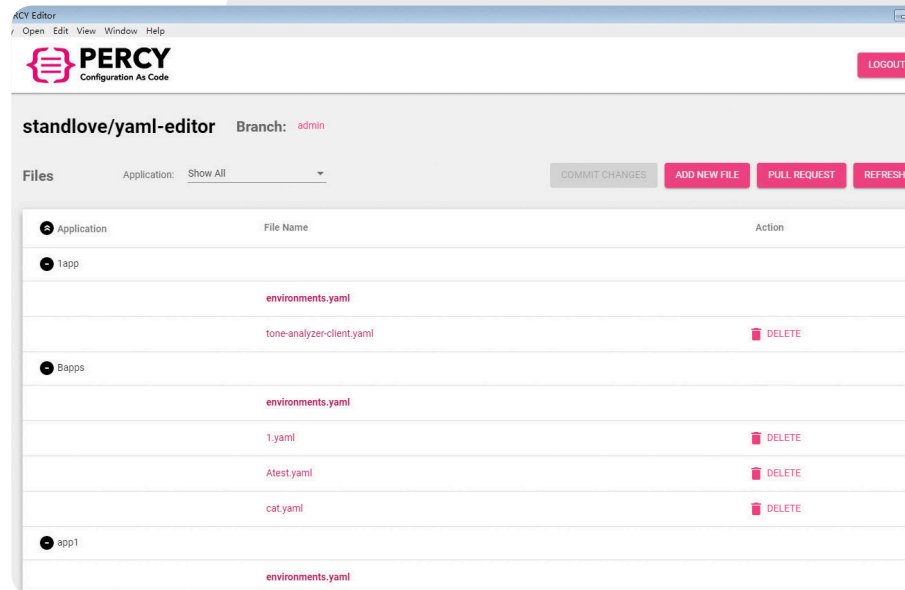 RCY Editor
Open Edit View Window Help
PERCY
Configuration As Code
LOGOUT
standlove/yaml-editor Branch: admin
Files Application: Show All COMMIT CHANGES ADD NEW FILE PULL REQUEST REFRESH
Application File Name Action
1app
environments.yaml
tone-analyzer-client.yaml DELETE
Bapps
environments.yaml
1.yaml DELETE
Atest.yaml DELETE
cat.yaml DELETE
app1
environments.yaml